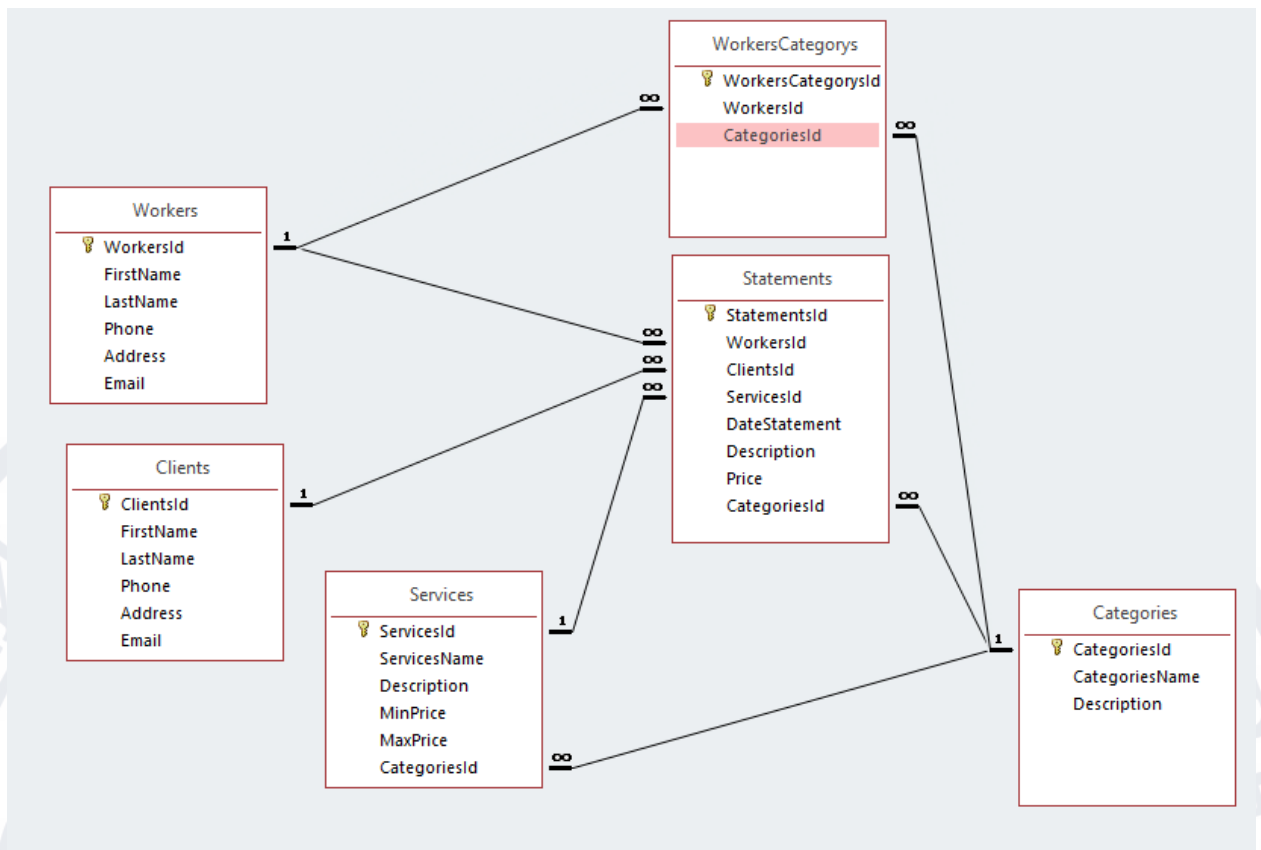 WorkersCategorys
WorkersCategorysId
WorkersId
CategoriesId
∞
∞
Workers
WorkersId
FirstName
LastName
Phone
Address
Email
1
Statements
StatementsId
WorkersId
ClientsId
ServicesId
DateStatement
Description
Price
CategoriesId
∞
∞
∞
∞
Clients
ClientsId
FirstName
LastName
Phone
Address
Email
1
Services
ServicesId
ServicesName
Description
MinPrice
MaxPrice
CategoriesId
1
∞
Categories
CategoriesId
CategoriesName
Description
1